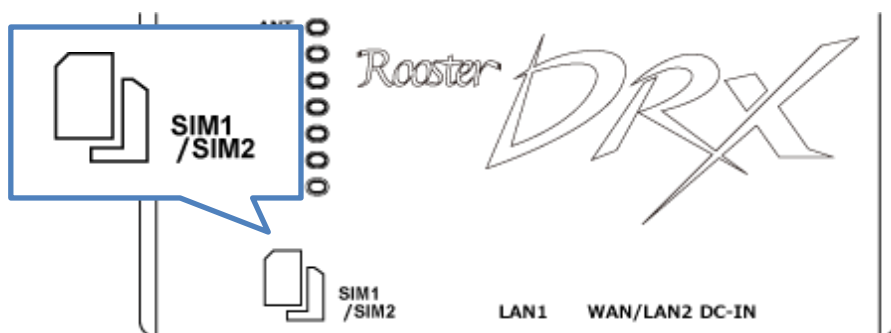 ANT
Rooster DRX
SIM1
/SIM2
SIM1
/SIM2
LAN1 WAN/LAN2 DC-IN